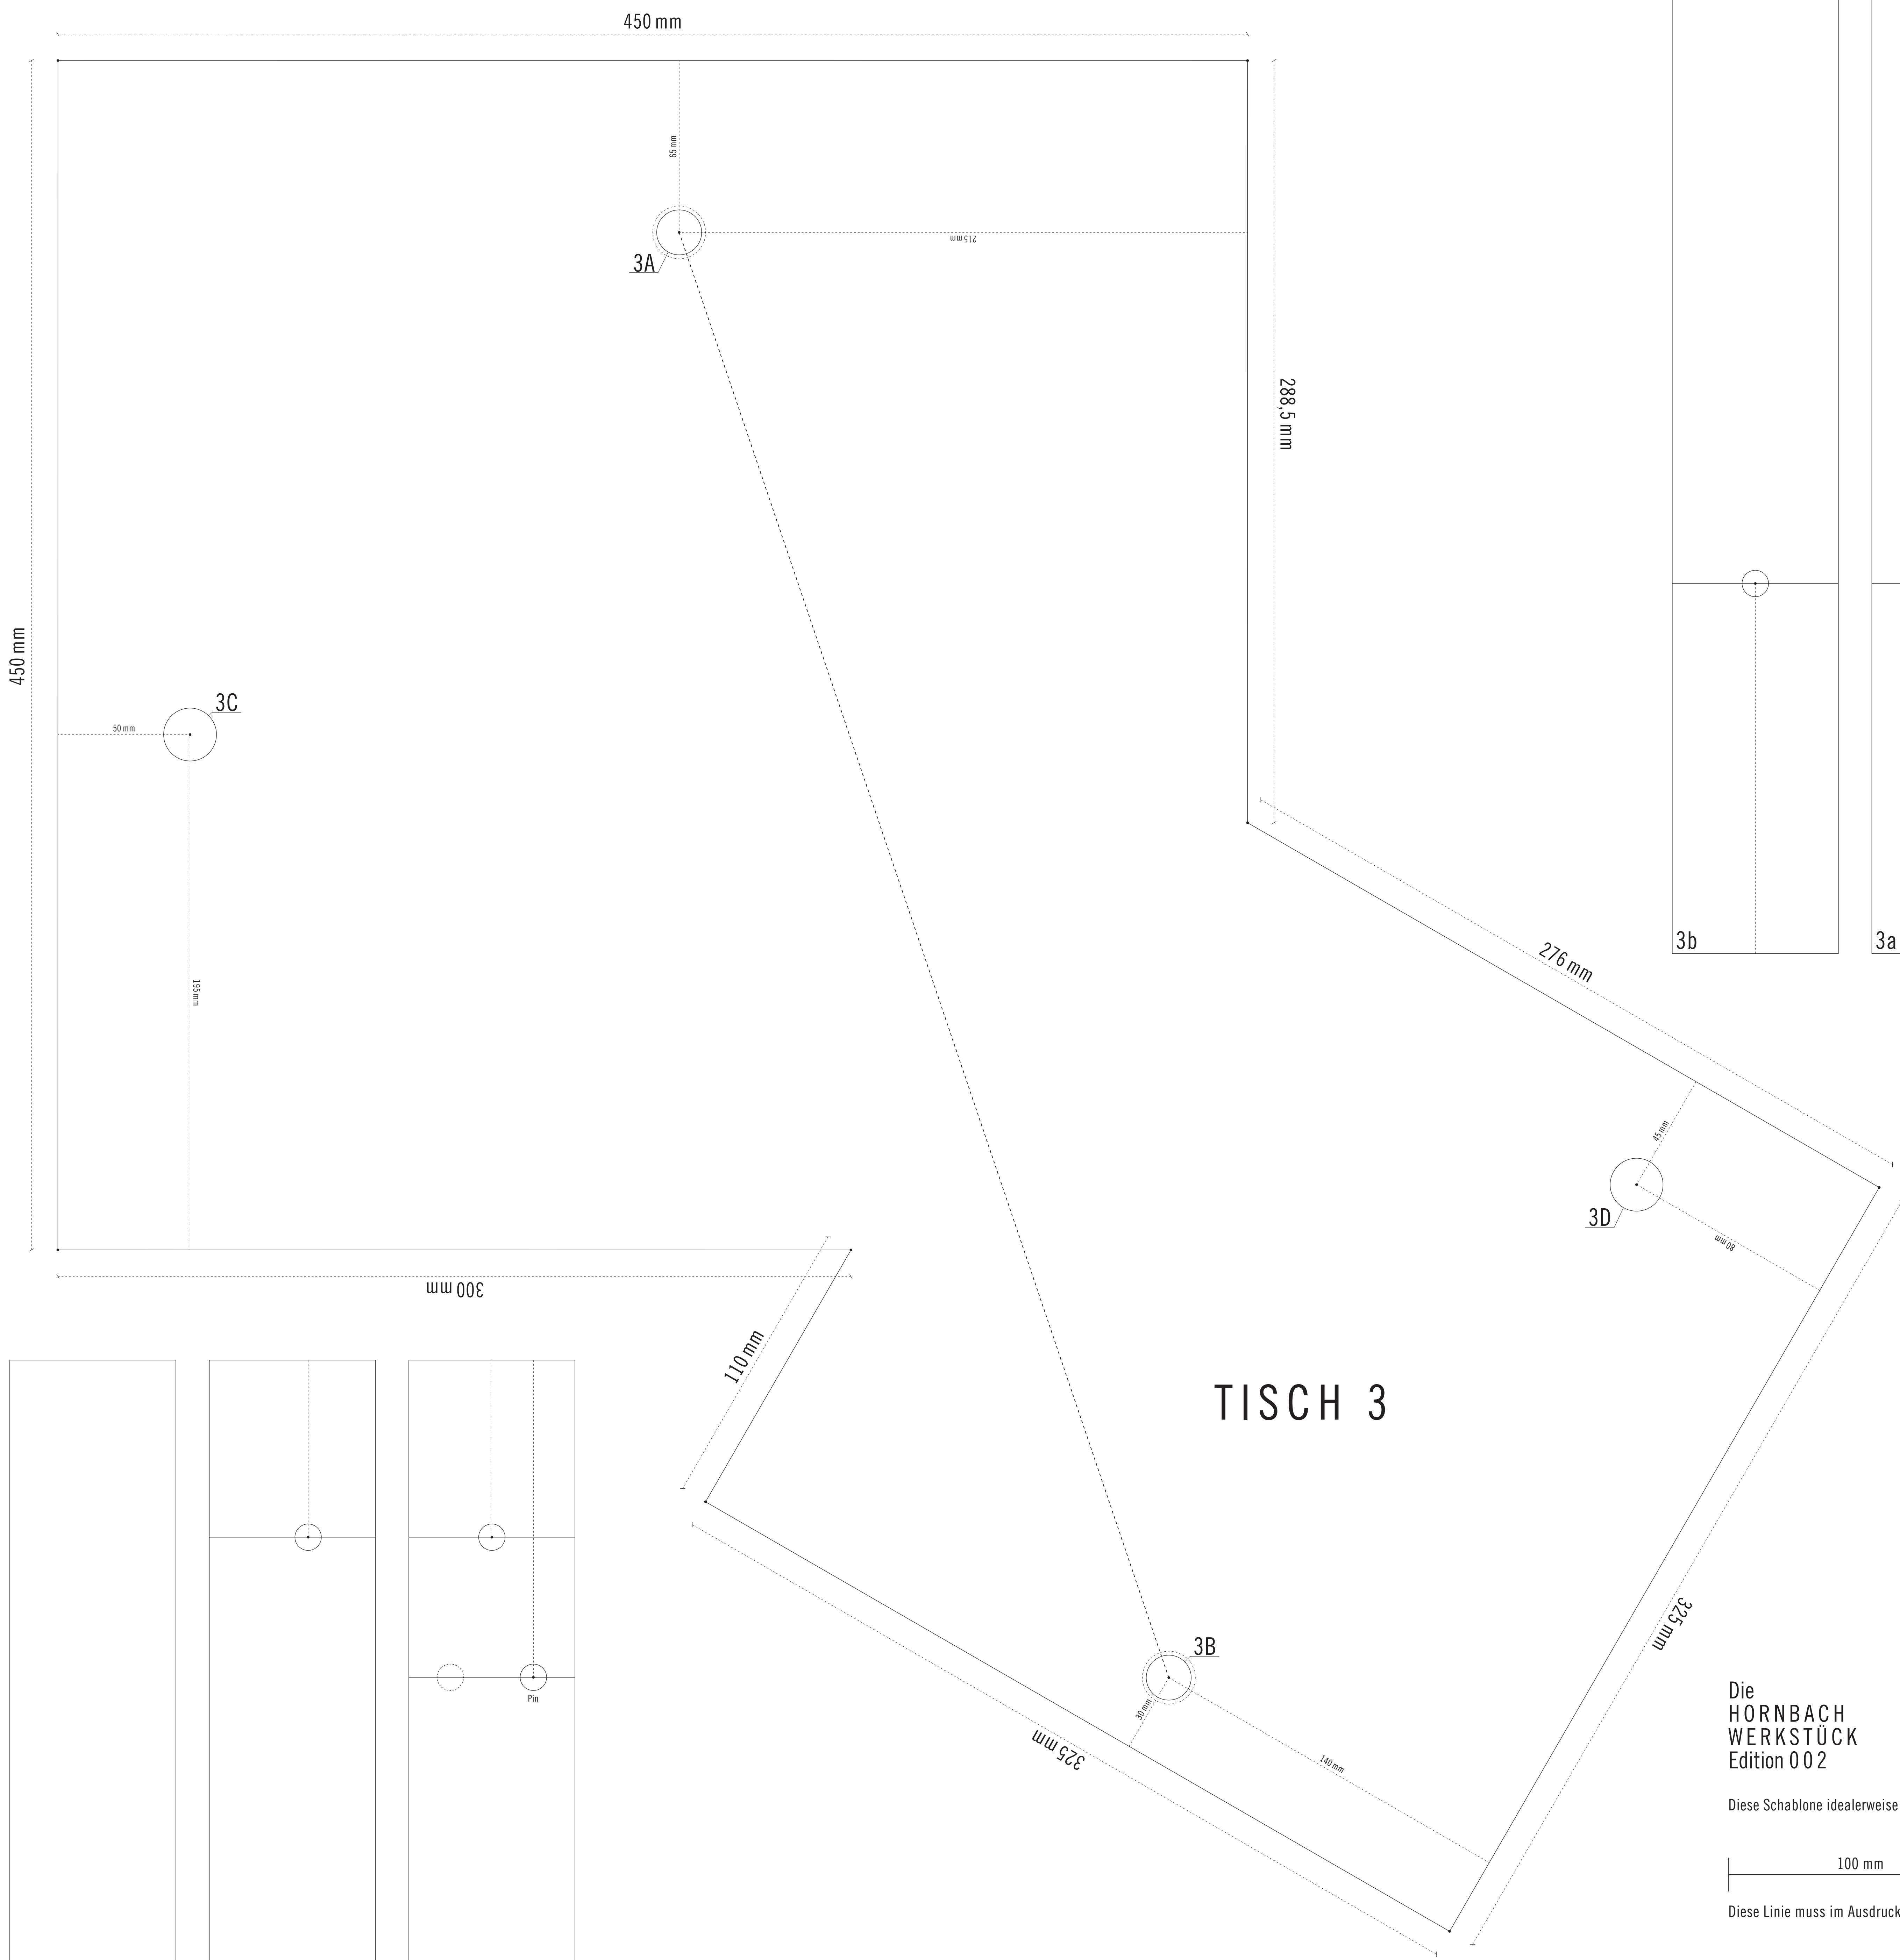 450 mm
65 mm
215 mm
3A
288,5 mm
450 mm
3C
50 mm
195 mm
276 mm
3b
3a
45 mm
3D
80 mm
300 mm
110 mm
TISCH 3
325 mm
3B
30 mm
140 mm
325 mm
Pin
Die
HORNBACH
WERKSTÜCK
Edition 002
Diese Schablone idealerweise
100 mm
Diese Linie muss im Ausdruck